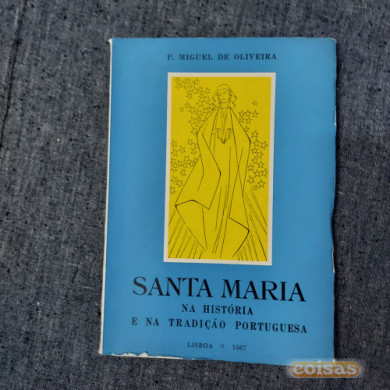 P. MIGUEL DE OLIVEIRA
SANTA MARIA
NA HISTÓRIA
E NA TRADIÇÃO PORTUGUESA
LISBOA • 1967
coisas